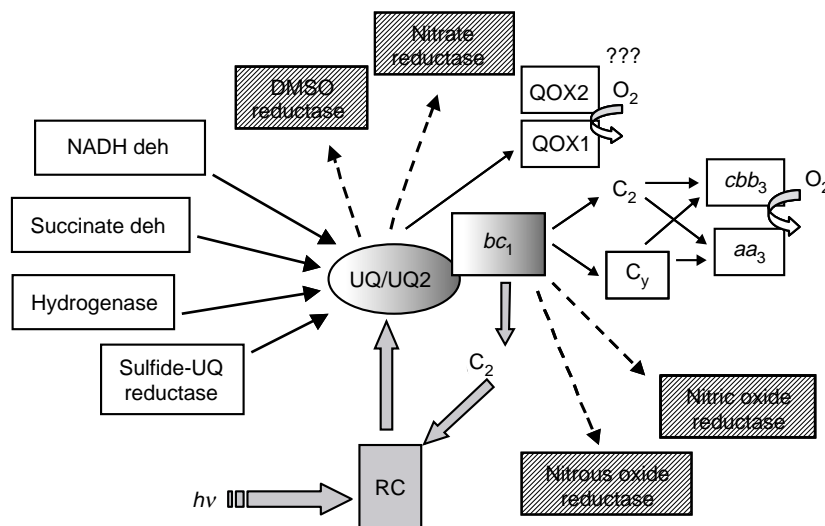 Nitrate
reductase
???
DMSO
reductase
QOX2
O₂
QOX1
NADH deh
Succinate deh
Hydrogenase
Sulfide-UQ
reductase
UQ/UQ2
bc₁
C₂
cbb₃
O₂
C_y
aa₃
C₂
Nitric oxide
reductase
Nitrous oxide
reductase
RC
hν